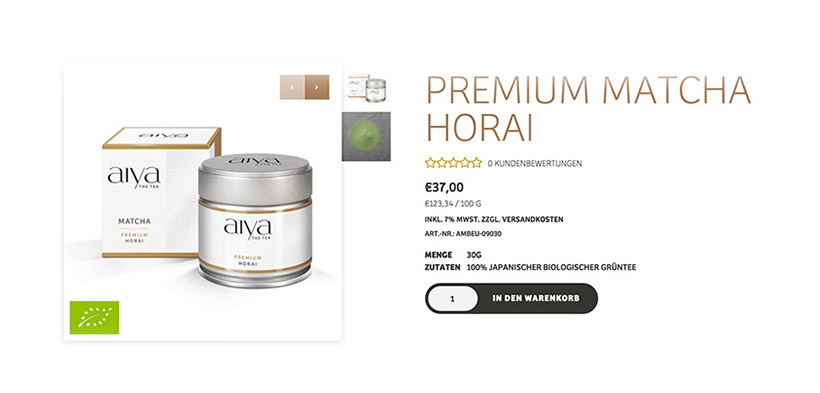 PREMIUM MATCHA
HORAI
0 KUNDENBEWERTUNGEN
€37,00
€123,34 / 100 G
INKL. 7% MWST. ZZGL. VERSANDKOSTEN
ART.-NR.: AMBEU-09030
MENGE 30G
ZUTATEN 100% JAPANISCHER BIOLOGISCHER GRÜNTEE
1 IN DEN WARENKORB
aiya
THE TEA
MATCHA
PREMIUM
HORAI
aiya
aiya
THE TEA
PREMIUM
HORAI